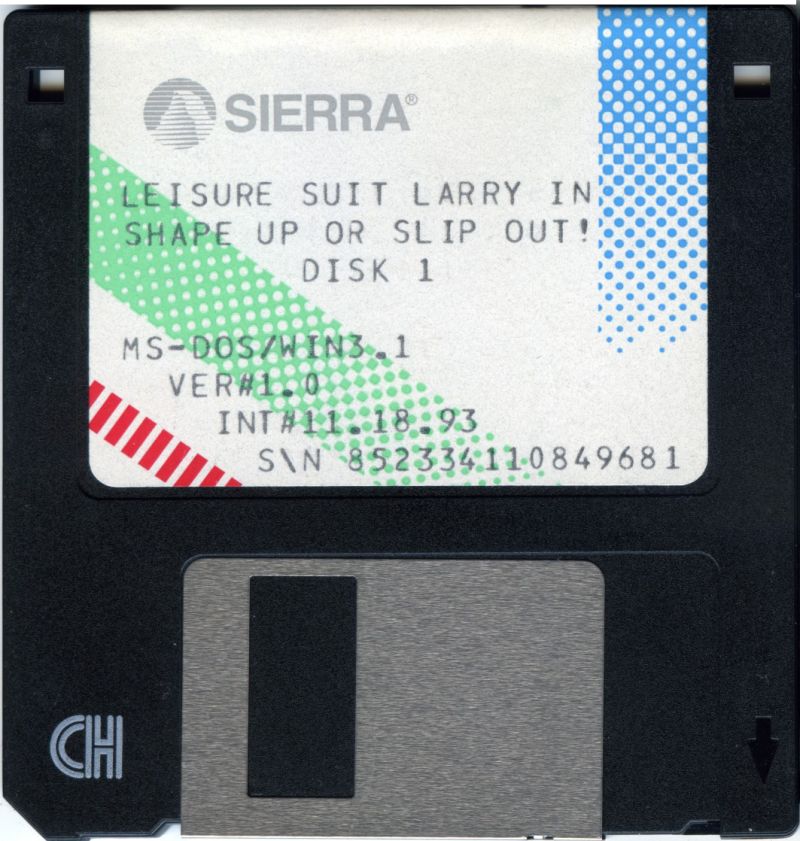 SIERRA®
LEISURE SUIT LARRY IN
SHAPE UP OR SLIP OUT!
DISK 1
MS-DOS/WIN3.1
VER#1.0
INT#11.18.93
S\N 852334110849681
CH